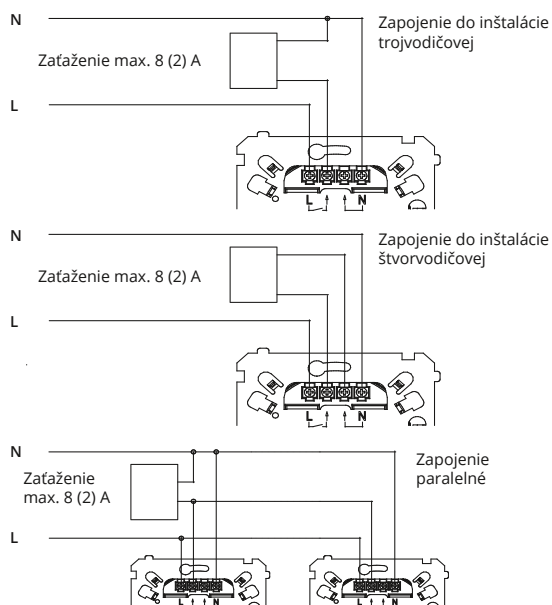 N
Zapojenie do inštalácie
trojvodičovej
Zaťaženie max. 8 (2) A
L
L N
N
Zapojenie do inštalácie
štvorvodičovej
Zaťaženie max. 8 (2) A
L
L N
N
Zapojenie
paralelné
Zaťaženie
max. 8 (2) A
L
L N
L N